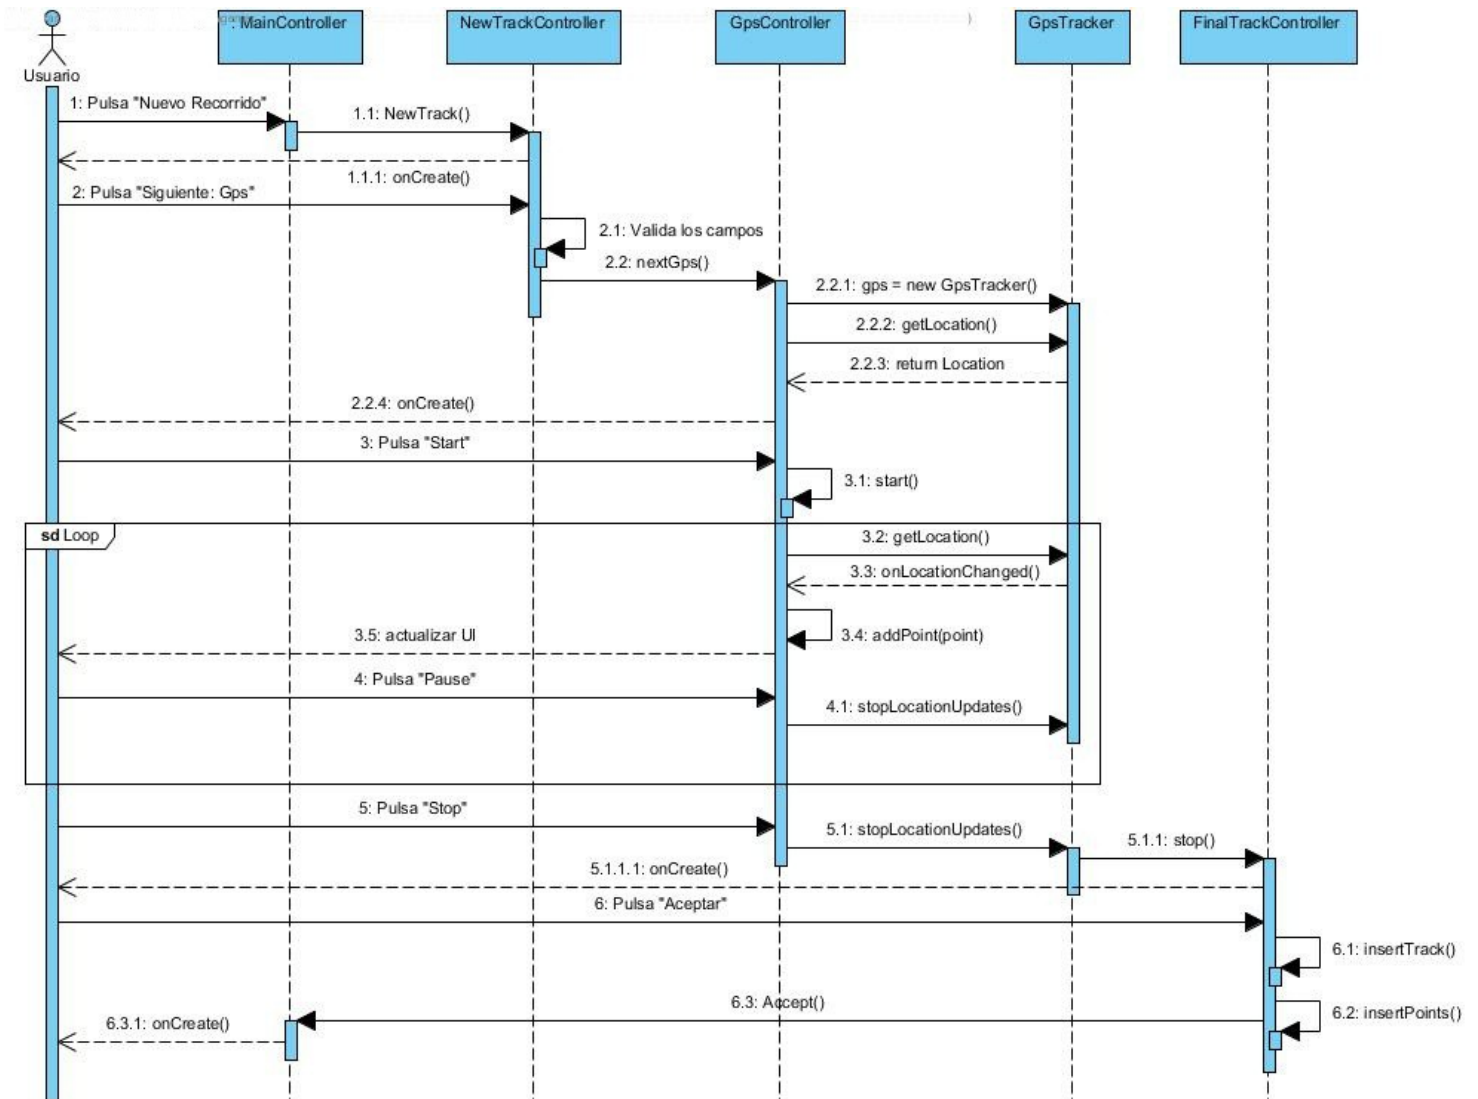 : MainController
NewTrackController
GpsController
GpsTracker
FinalTrackController
Usuario
1: Pulsa "Nuevo Recorrido"
1.1: NewTrack()
1.1.1: onCreate()
2: Pulsa "Siguiente: Gps"
2.1: Valida los campos
2.2: nextGps()
2.2.1: gps = new GpsTracker()
2.2.2: getLocation()
2.2.3: return Location
2.2.4: onCreate()
3: Pulsa "Start"
3.1: start()
sd Loop
3.2: getLocation()
3.3: onLocationChanged()
3.4: addPoint(point)
3.5: actualizar UI
4: Pulsa "Pause"
4.1: stopLocationUpdates()
5: Pulsa "Stop"
5.1: stopLocationUpdates()
5.1.1: stop()
5.1.1.1: onCreate()
6: Pulsa "Aceptar"
6.1: insertTrack()
6.2: insertPoints()
6.3: Accept()
6.3.1: onCreate()